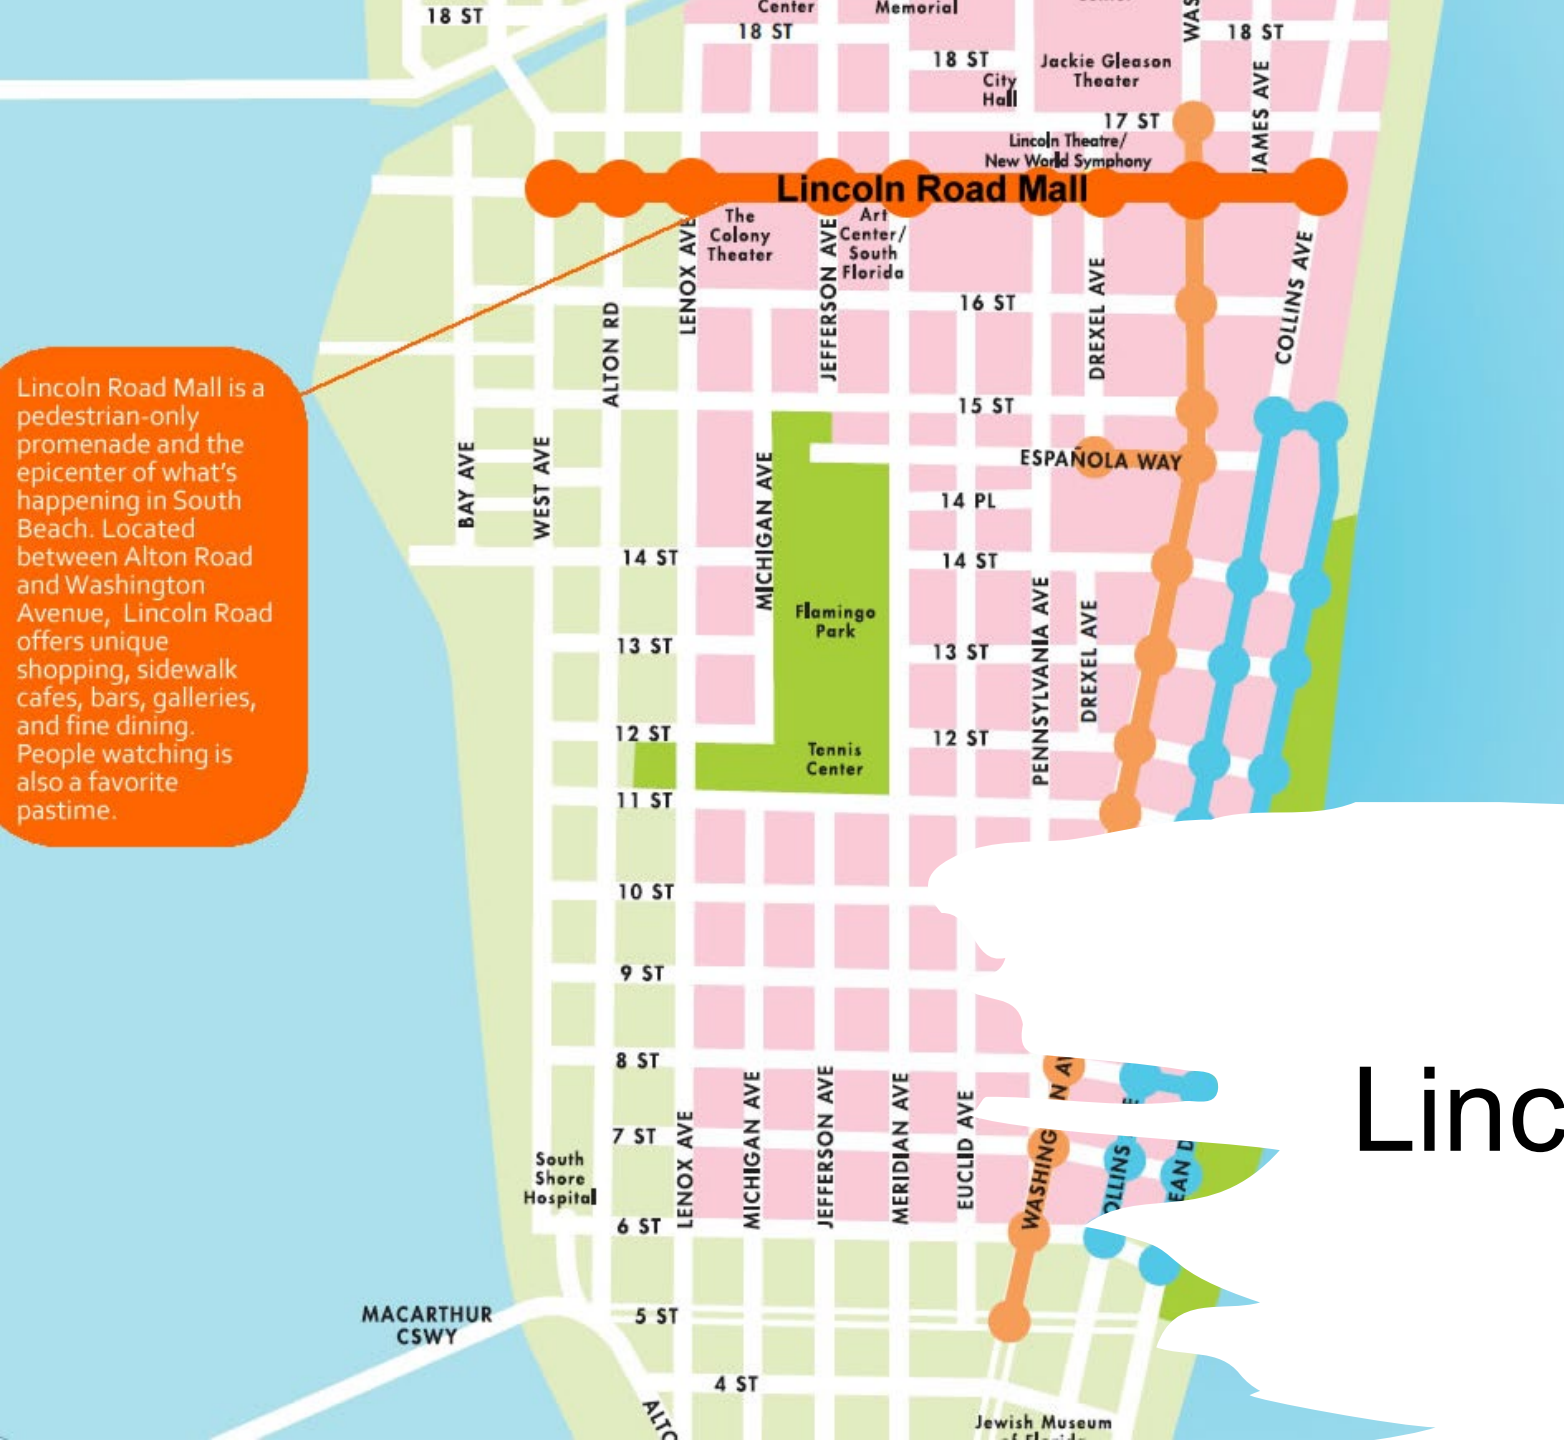 18 ST
Center
Memorial
18 ST
18 ST
18 ST
City
Hall
Jackie Gleason
Theater
JAMES AVE
17 ST
Lincoln Theatre/
New World Symphony
Lincoln Road Mall
The
Colony
Theater
Art
Center/
South
Florida
LENOX AVE
JEFFERSON AVE
ALTON RD
16 ST
DREXEL AVE
COLLINS AVE
Lincoln Road Mall is a
pedestrian-only
promenade and the
epicenter of what's
happening in South
Beach. Located
between Alton Road
and Washington
Avenue, Lincoln Road
offers unique
shopping, sidewalk
cafes, bars, galleries,
and fine dining.
People watching is
also a favorite
pastime.
15 ST
ESPAÑOLA WAY
BAY AVE
WEST AVE
MICHIGAN AVE
14 PL
14 ST
14 ST
Flamingo
Park
PENNSYLVANIA AVE
DREXEL AVE
13 ST
13 ST
12 ST
12 ST
Tennis
Center
11 ST
10 ST
9 ST
8 ST
7 ST
LENOX AVE
MICHIGAN AVE
JEFFERSON AVE
MERIDIAN AVE
EUCLID AVE
WASHING
N AV
OLLINS
EAN D
Linc
South
Shore
Hospital
6 ST
MACARTHUR
CSWY
5 ST
4 ST
ALTO
Jewish Museum
of Florida